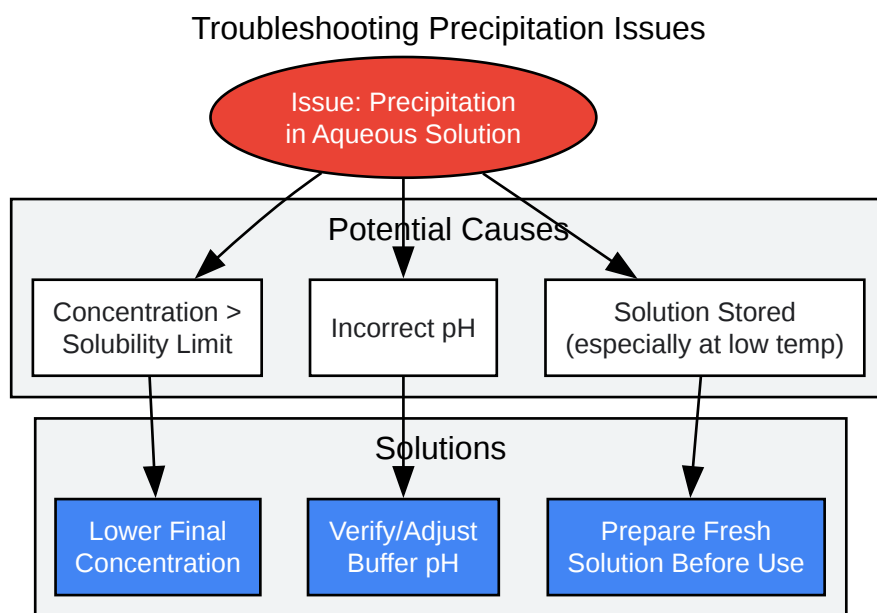 Troubleshooting Precipitation Issues
Issue: Precipitation
in Aqueous Solution
Potential Causes
Concentration >
Solubility Limit
Incorrect pH
Solution Stored
(especially at low temp)
Solutions
Lower Final
Concentration
Verify/Adjust
Buffer pH
Prepare Fresh
Solution Before Use